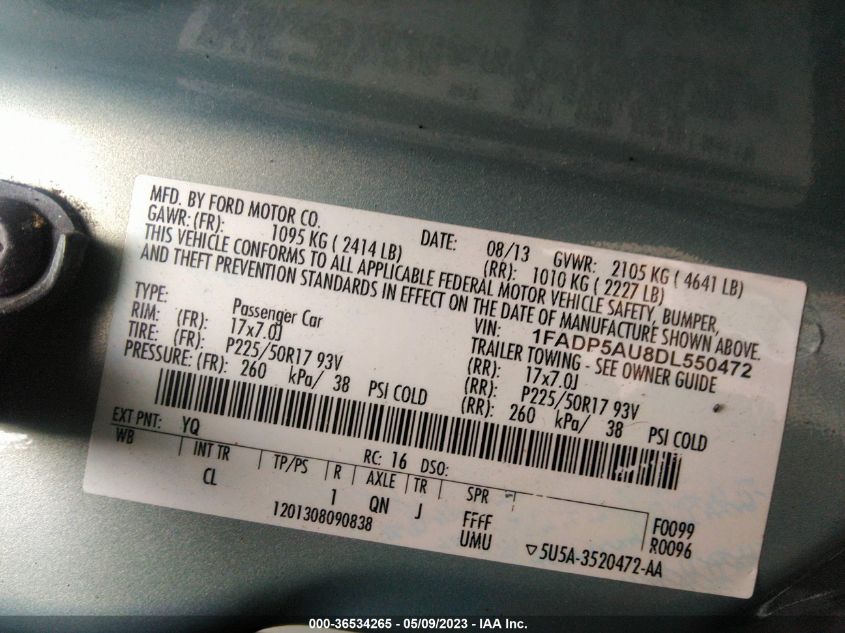 MFD. BY FORD MOTOR CO.
DATE: 08/13 GVWR: 2105 KG ( 4641 LB)
GAWR: (FR): 1095 KG ( 2414 LB) (RR): 1010 KG ( 2227 LB)
THIS VEHICLE CONFORMS TO ALL APPLICABLE FEDERAL MOTOR VEHICLE SAFETY, BUMPER,
AND THEFT PREVENTION STANDARDS IN EFFECT ON THE DATE OF MANUFACTURE SHOWN ABOVE.
VIN: 1FADP5AU8DL550472
TYPE: Passenger Car TRAILER TOWING - SEE OWNER GUIDE
RIM: (FR): 17x7.0J (RR): 17x7.0J
TIRE: (FR): P225/50R17 93V (RR): P225/50R17 93V
PRESSURE: (FR): 260 kPa/ 38 PSI COLD (RR): 260 kPa/ 38 PSI COLD
EXT PNT: YQ RC: 16 DSO:
WB INT TR TP/PS R AXLE TR SPR
CL 1 QN J FFFF F0099
1201308090838 UMU R0096
▽5U5A-3520472-AA
000-36534265 - 05/09/2023 - IAA Inc.